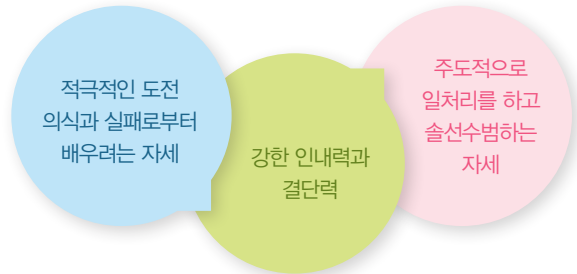 적극적인 도전
의식과 실패로부터
배우려는 자세
강한 인내력과
결단력
주도적으로
일처리를 하고
솔선수범하는
자세